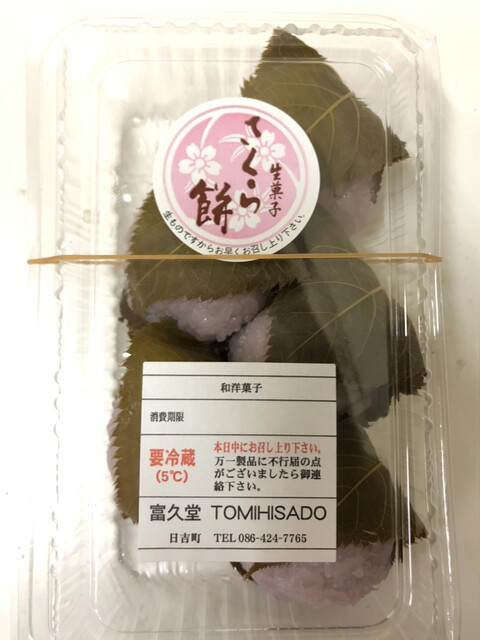 生菓子
さくら餅
生ものですからお早くお召し上り下さい。
和洋菓子
消費期限
要冷蔵
(5℃)
本日中にお召し上り下さい。
万一製品に不行届の点
がございましたら御連
絡下さい。
富久堂 TOMIHISADO
日吉町 TEL 086-424-7765